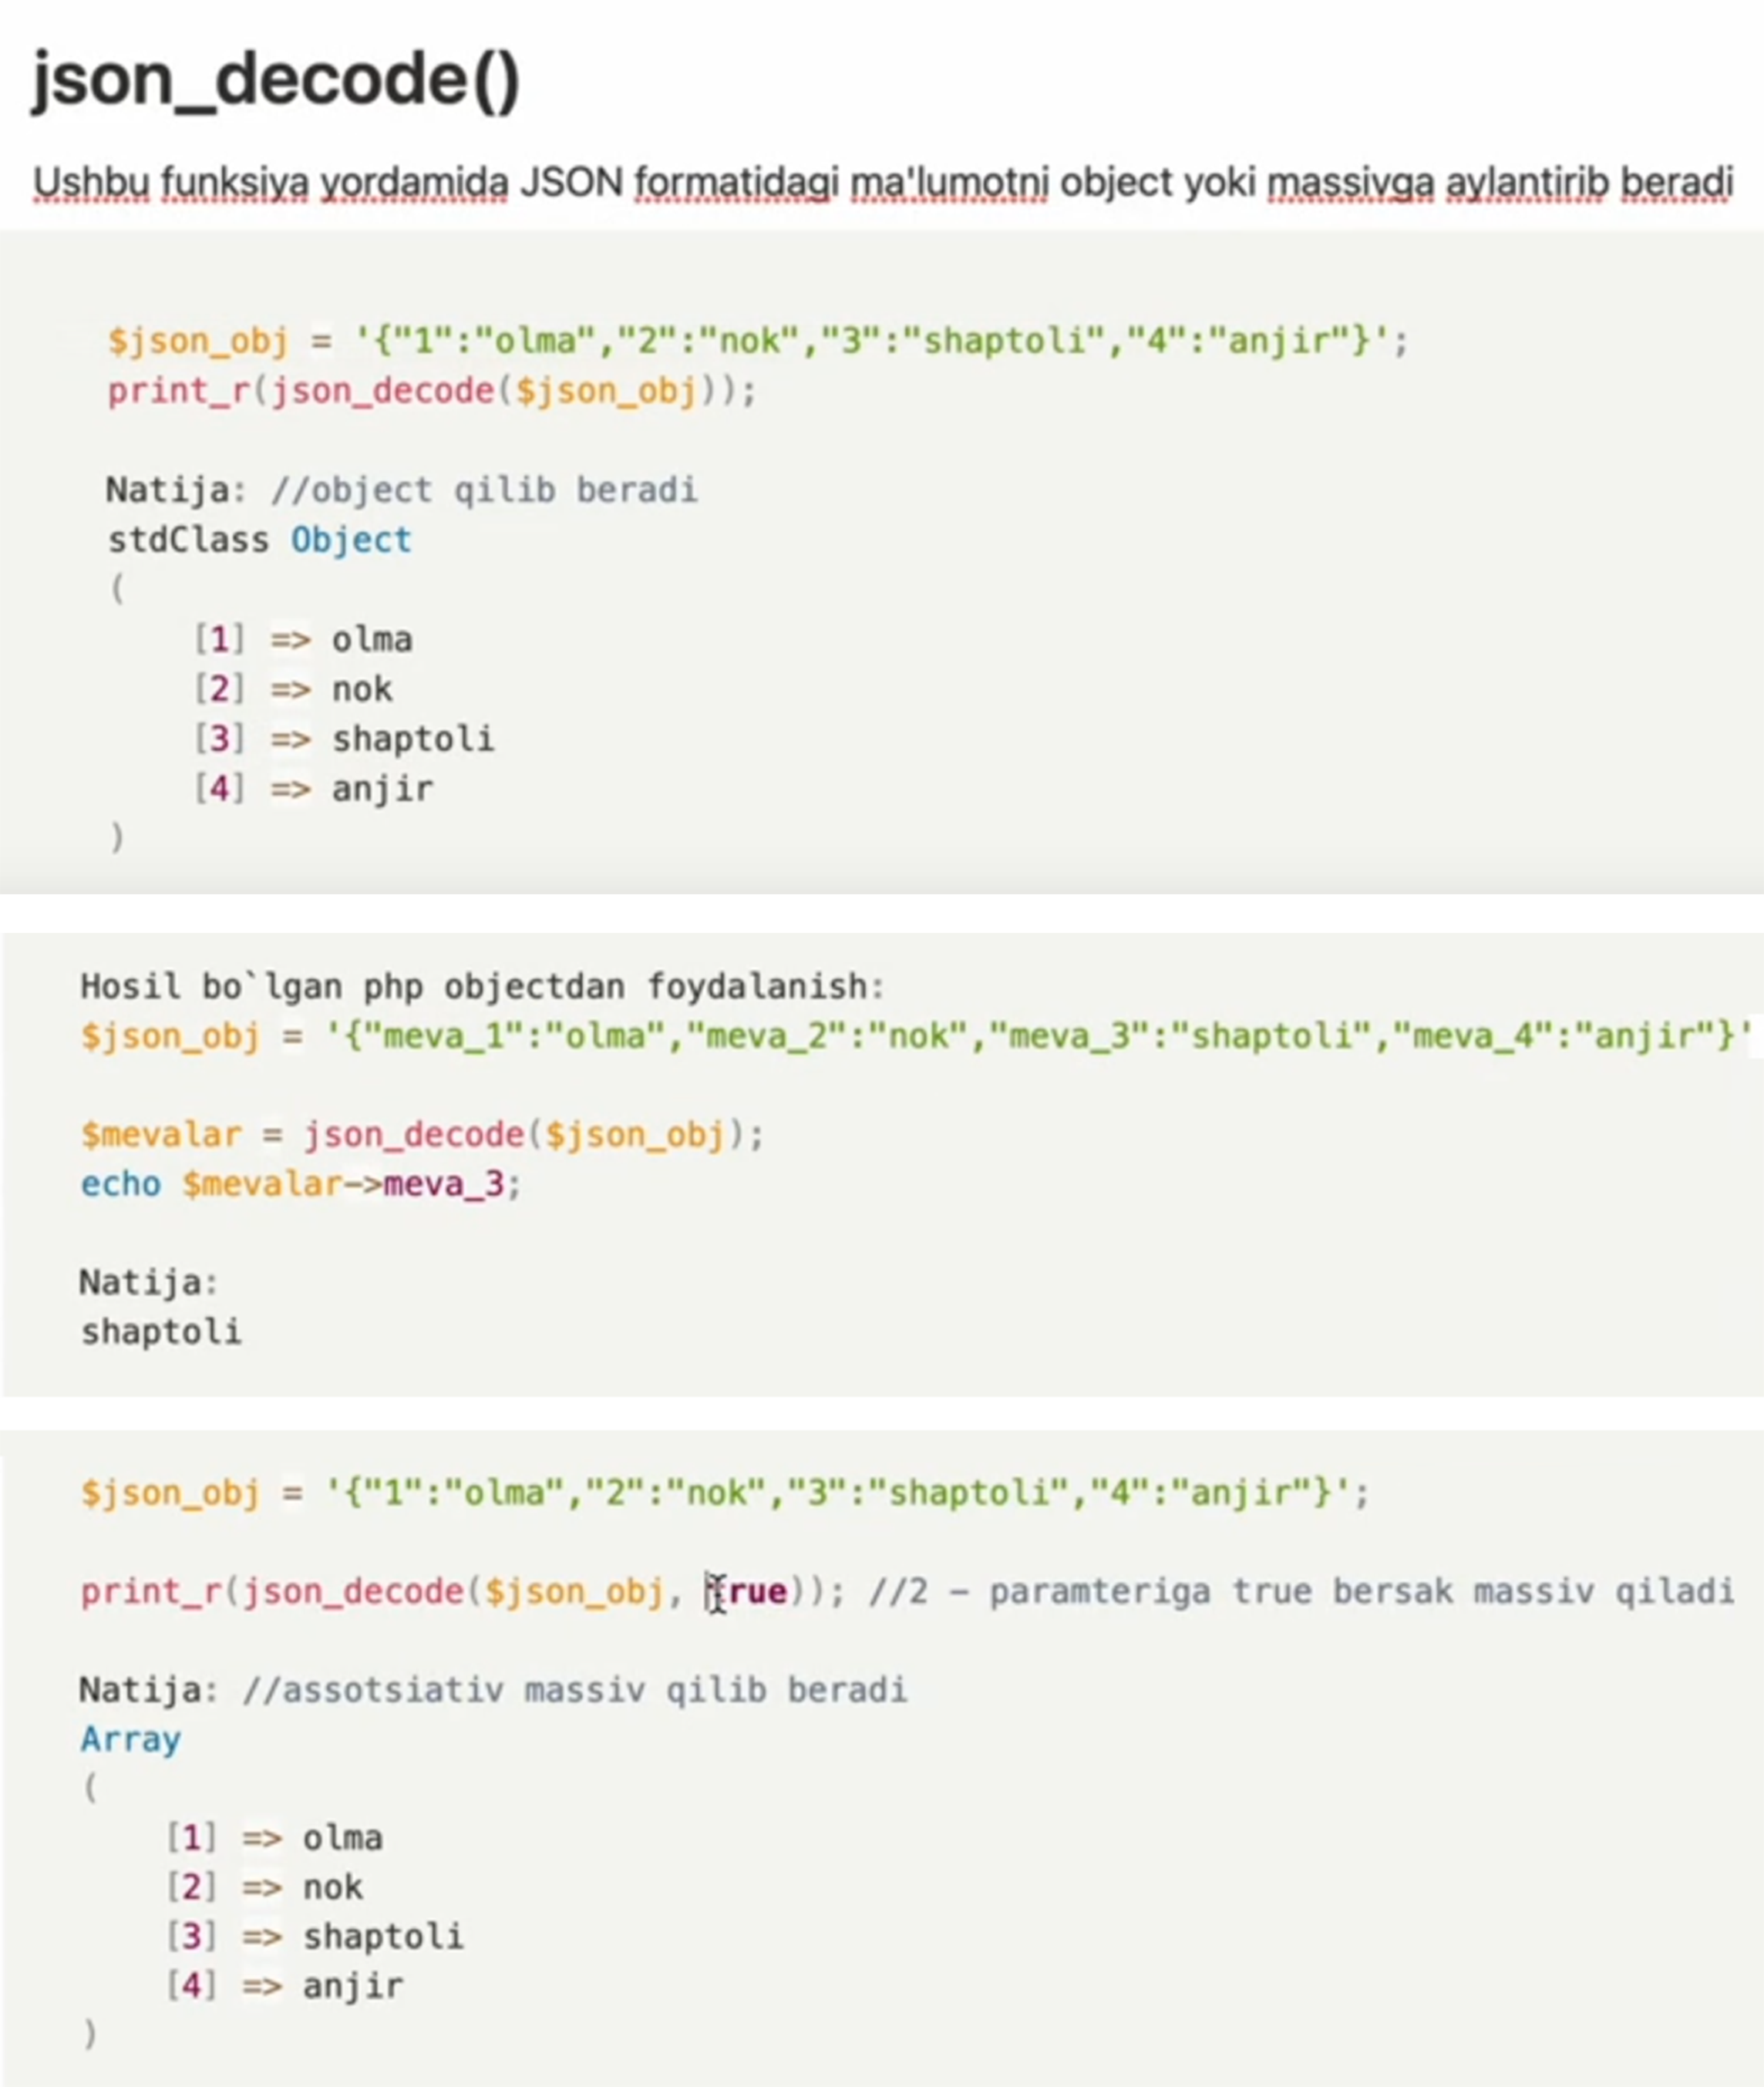 json_decode()
Ushbu funksiya yordamida JSON formatidagi ma'lumotni object yoki massivga aylantirib beradi
$json_obj = '{"1":"olma","2":"nok","3":"shaptoli","4":"anjir"}';
print_r(json_decode($json_obj));
Natija: //object qilib beradi
stdClass Object
(
[1] => olma
[2] => nok
[3] => shaptoli
[4] => anjir
)
Hosil bo`lgan php objectdan foydalanish:
$json_obj = '{"meva_1":"olma","meva_2":"nok","meva_3":"shaptoli","meva_4":"anjir"}'
$mevalar = json_decode($json_obj);
echo $mevalar->meva_3;
Natija:
shaptoli
$json_obj = '{"1":"olma","2":"nok","3":"shaptoli","4":"anjir"}';
print_r(json_decode($json_obj, true)); //2 – paramteriga true bersak massiv qiladi
Natija: //assotsiativ massiv qilib beradi
Array
(
[1] => olma
[2] => nok
[3] => shaptoli
[4] => anjir
)